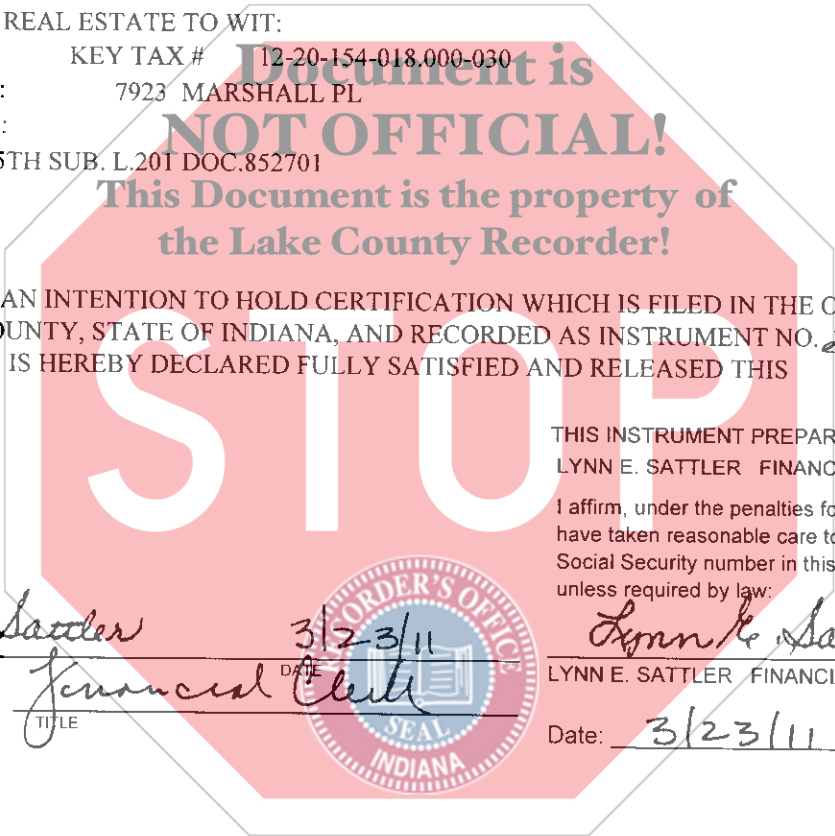 REAL ESTATE TO WIT:
KEY TAX # 12-20-154-018.000-030
Document is
: 7923 MARSHALL PL
:
NOT OFFICIAL!
5TH SUB. L.201 DOC.852701
This Document is the property of
the Lake County Recorder!
AN INTENTION TO HOLD CERTIFICATION WHICH IS FILED IN THE
OUNTY, STATE OF INDIANA, AND RECORDED AS INSTRUMENT NO.
IS HEREBY DECLARED FULLY SATISFIED AND RELEASED THIS
STOP
THIS INSTRUMENT PREPAR
LYNN E. SATTLER FINANC
I affirm, under the penalties fo
have taken reasonable care to
Social Security number in this
unless required by law:
Sattler 3/23/11
DATE
Financial Clerk
TITLE
RECORDER'S OFFICE
SEAL
INDIANA
Lynn E. Sa
LYNN E. SATTLER FINANCI
Date: 3/23/11